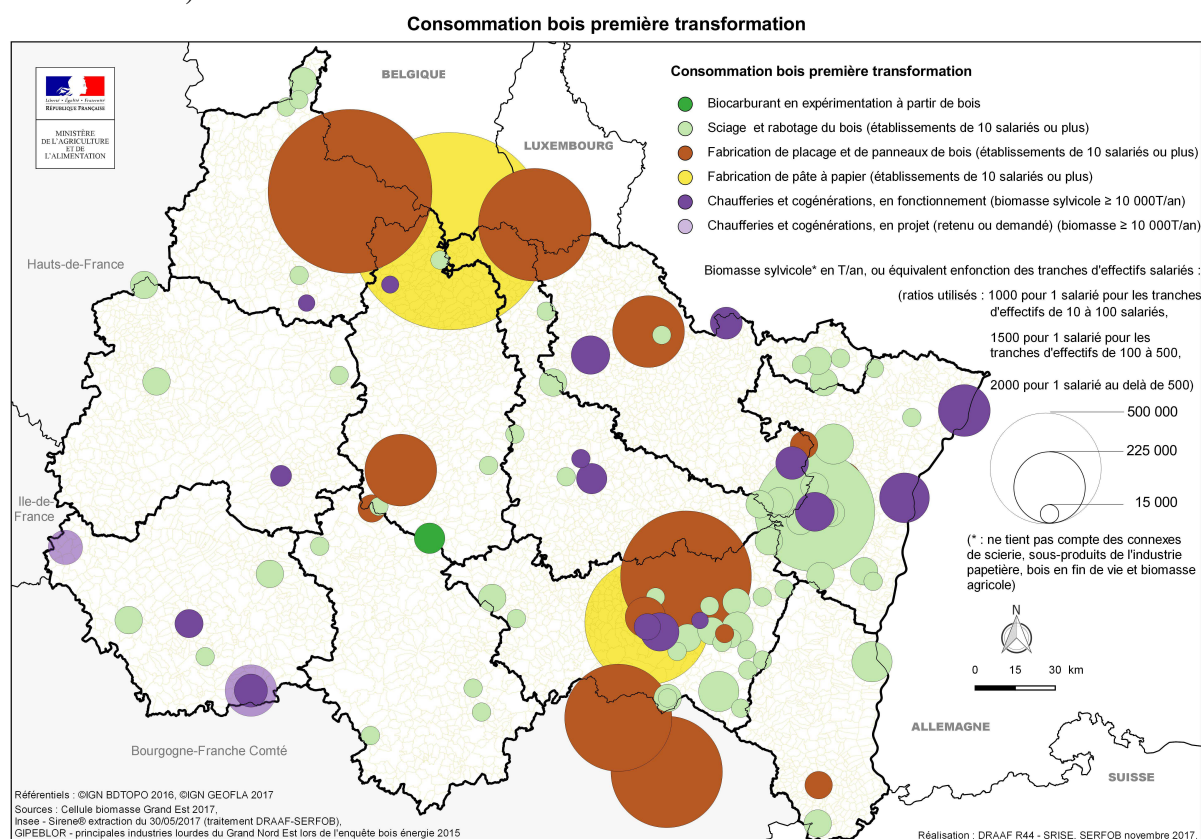 Consommation bois première transformation
BELGIQUE
LUXEMBOURG
Liberté • Égalité • Fraternité
RÉPUBLIQUE FRANÇAISE
MINISTÈRE
DE L'AGRICULTURE
ET DE
L'ALIMENTATION
Consommation bois première transformation
Biocarburant en expérimentation à partir de bois
Sciage et rabotage du bois (établissements de 10 salariés ou plus)
Fabrication de placage et de panneaux de bois (établissements de 10 salariés ou plus)
Fabrication de pâte à papier (établissements de 10 salariés ou plus)
Chaufferies et cogénérations, en fonctionnement (biomasse sylvicole ≥ 10 000T/an)
Chaufferies et cogénérations, en projet (retenu ou demandé) (biomasse ≥ 10 000T/an)
Biomasse sylvicole* en T/an, ou équivalent enfonction des tranches d'effectifs salariés :
(ratios utilisés : 1000 pour 1 salarié pour les tranches
d'effectifs de 10 à 100 salariés,
1500 pour 1 salarié pour les
tranches d'effectifs de 100 à 500,
2000 pour 1 salarié au delà de 500)
500 000
225 000
15 000
(* : ne tient pas compte des connexes
de scierie, sous-produits de l'industrie
papetière, bois en fin de vie et biomasse
agricole)
N
0 15 30 km
Hauts-de-France
Ile-de-
France
Bourgogne-Franche Comté
ALLEMAGNE
SUISSE
Référentiels : ©IGN BDTOPO 2016, ©IGN GEOFLA 2017
Sources : Cellule biomasse Grand Est 2017,
Insee - Sirene® extraction du 30/05/2017 (traitement DRAAF-SERFOB),
GIPEBLOR - principales industries lourdes du Grand Nord Est lors de l'enquête bois énergie 2015
Réalisation : DRAAF R44 - SRISE, SERFOB novembre 2017,